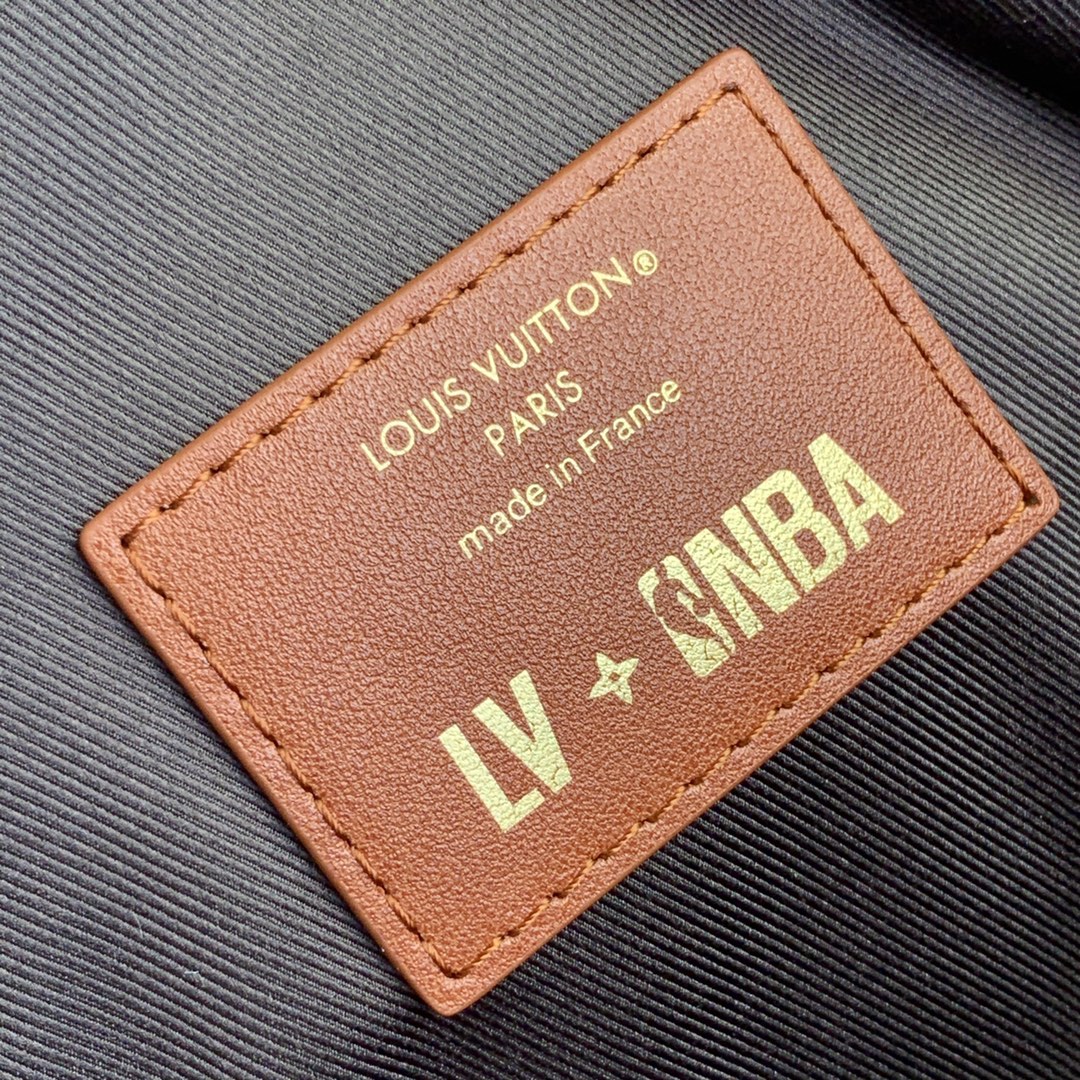 LOUIS VUITTON®
PARIS
made in France
LV NBA